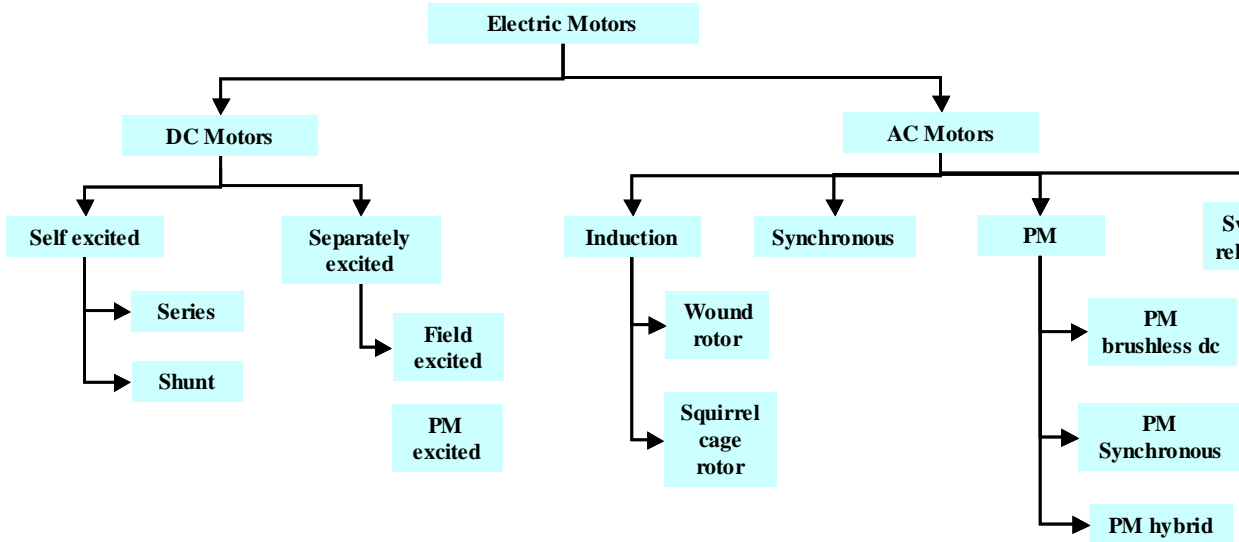 Electric Motors
DC Motors
AC Motors
Self excited
Separately
excited
Induction
Synchronous
PM
Series
Shunt
Field
excited
PM
excited
Wound
rotor
Squirrel
cage
rotor
PM
brushless dc
PM
Synchronous
PM hybrid